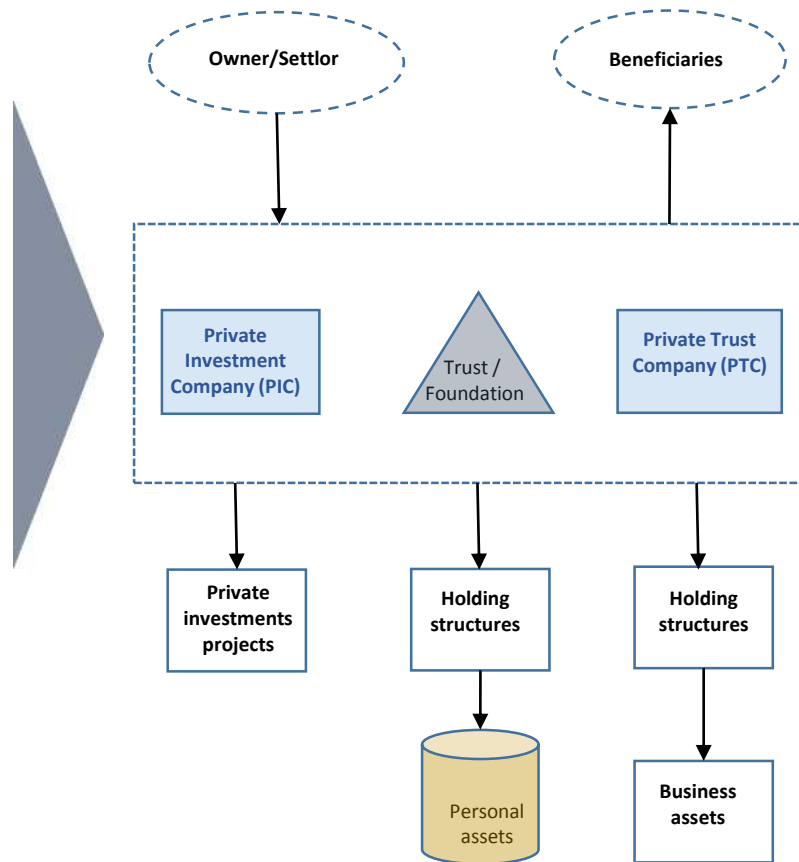 Owner/Settlor
Beneficiaries
Private
Investment
Company (PIC)
Trust /
Foundation
Private Trust
Company (PTC)
Private
investments
projects
Holding
structures
Holding
structures
Personal
assets
Business
assets